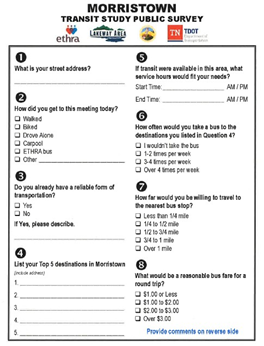 MORRISTOWN
TRANSIT STUDY PUBLIC SURVEY
ethra
LAKEWAY AREA
TN
TDOT
Department of
Transportation
1
What is your street address?
2
How did you get to this meeting today?
Walked
Biked
Drove Alone
Carpool
ETHRA bus
Other
3
Do you already have a reliable form of
transportation?
Yes
No
If Yes, please describe.
4
List your Top 5 destinations in Morristown
(include address)
1.
2.
3.
4.
5.
5
If transit were available in this area, what
service hours would fit your needs?
Start Time: AM / PM
End Time: AM / PM
6
How often would you take a bus to the
destinations you listed in Question 4?
I wouldn't take the bus
1-2 times per week
3-4 times per week
Over 4 times per week
7
How far would you be willing to travel to
the nearest bus stop?
Less than 1/4 mile
1/4 to 1/2 mile
1/2 to 3/4 mile
3/4 to 1 mile
Over 1 mile
8
What would be a reasonable bus fare for a
round trip?
$1.00 or Less
$1.00 to $2.00
$2.00 to $3.00
Over $3.00
Provide comments on reverse side